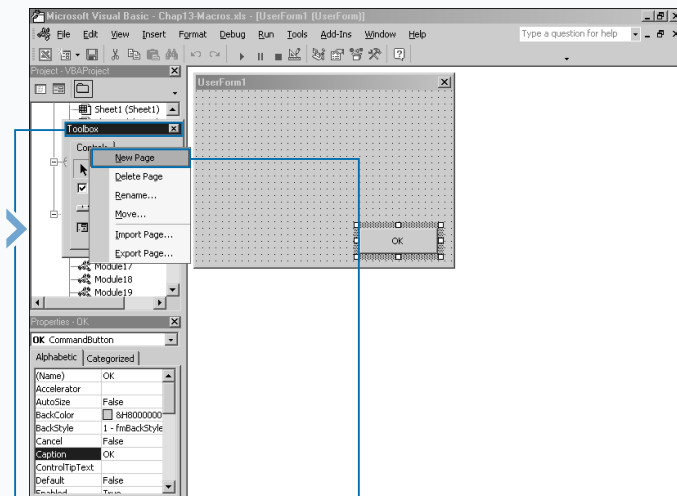 Microsoft Visual Basic - Chap13-Macros.xls - [UserForm1 (UserForm)]
File Edit View Insert Format Debug Run Tools Add-Ins Window Help Type a question for help
Project - VBAProject
UserForm1
Sheet1 (Sheet1)
Toolbox
Controls
New Page
Delete Page
Rename...
Move...
Import Page...
Export Page...
OK
Module17
Module18
Module19
Properties - OK
OK CommandButton
Alphabetic Categorized
(Name) OK
Accelerator
AutoSize False
BackColor &H8000000
BackStyle 1 - fmBackStyle
Cancel False
Caption OK
ControlTipText
Default False
Enabled True